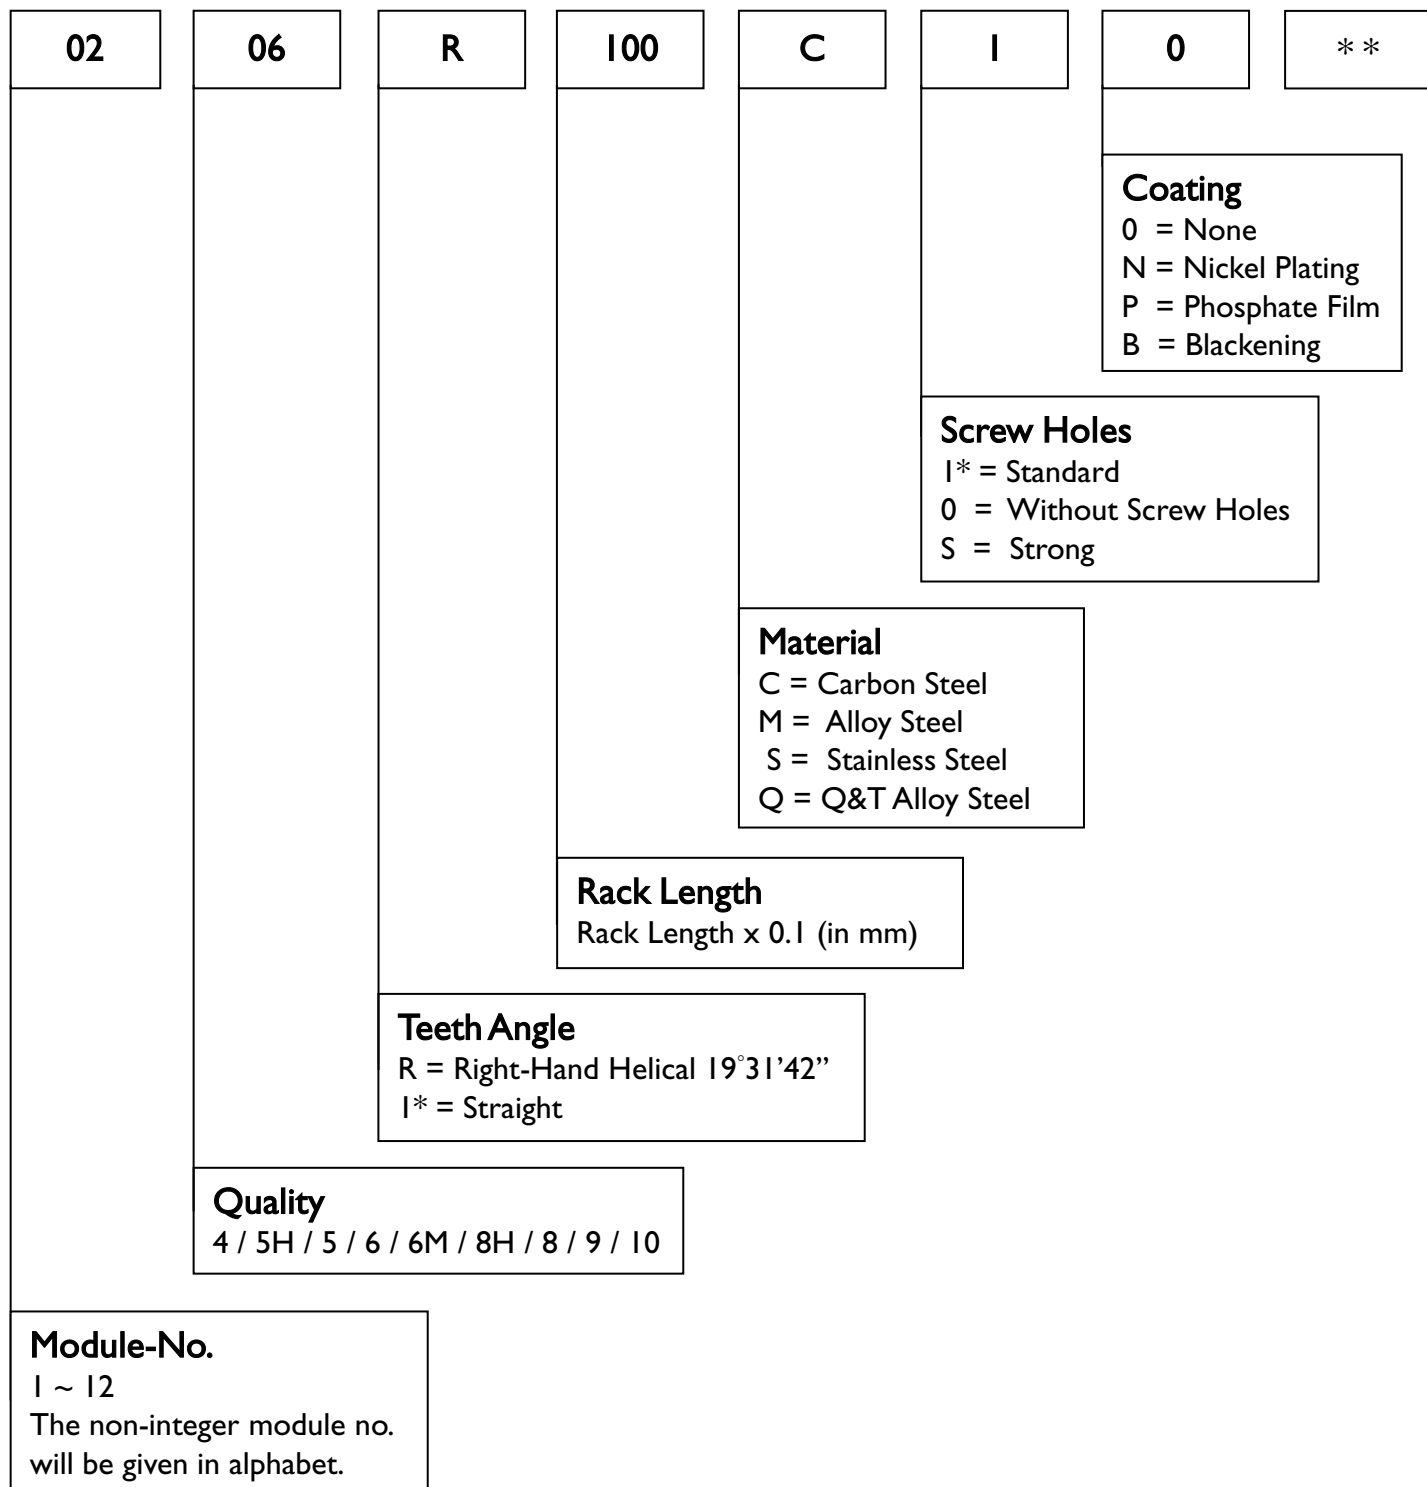 02 06 R 100 C 1 0 **
Coating
0 = None
N = Nickel Plating
P = Phosphate Film
B = Blackening
Screw Holes
1* = Standard
0 = Without Screw Holes
S = Strong
Material
C = Carbon Steel
M = Alloy Steel
S = Stainless Steel
Q = Q&T Alloy Steel
Rack Length
Rack Length x 0.1 (in mm)
Teeth Angle
R = Right-Hand Helical 19°31’42”
1* = Straight
Quality
4 / 5H / 5 / 6 / 6M / 8H / 8 / 9 / 10
Module-No.
1 ~ 12
The non-integer module no.
will be given in alphabet.